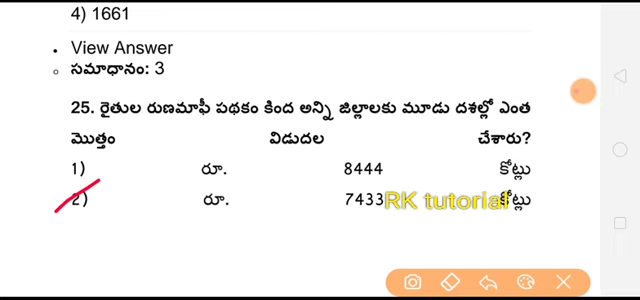 4) 1661
• View Answer
○ సమాధానం: 3
25. రైతుల రుణమాఫీ పథకం కింద అన్ని జిల్లాలకు మూడు దశల్లో ఎంత
మొత్తం విడుదల చేశారు?
1) రూ. 8444 కోట్లు
2) రూ. 7433 కోట్లు
RK tutorial